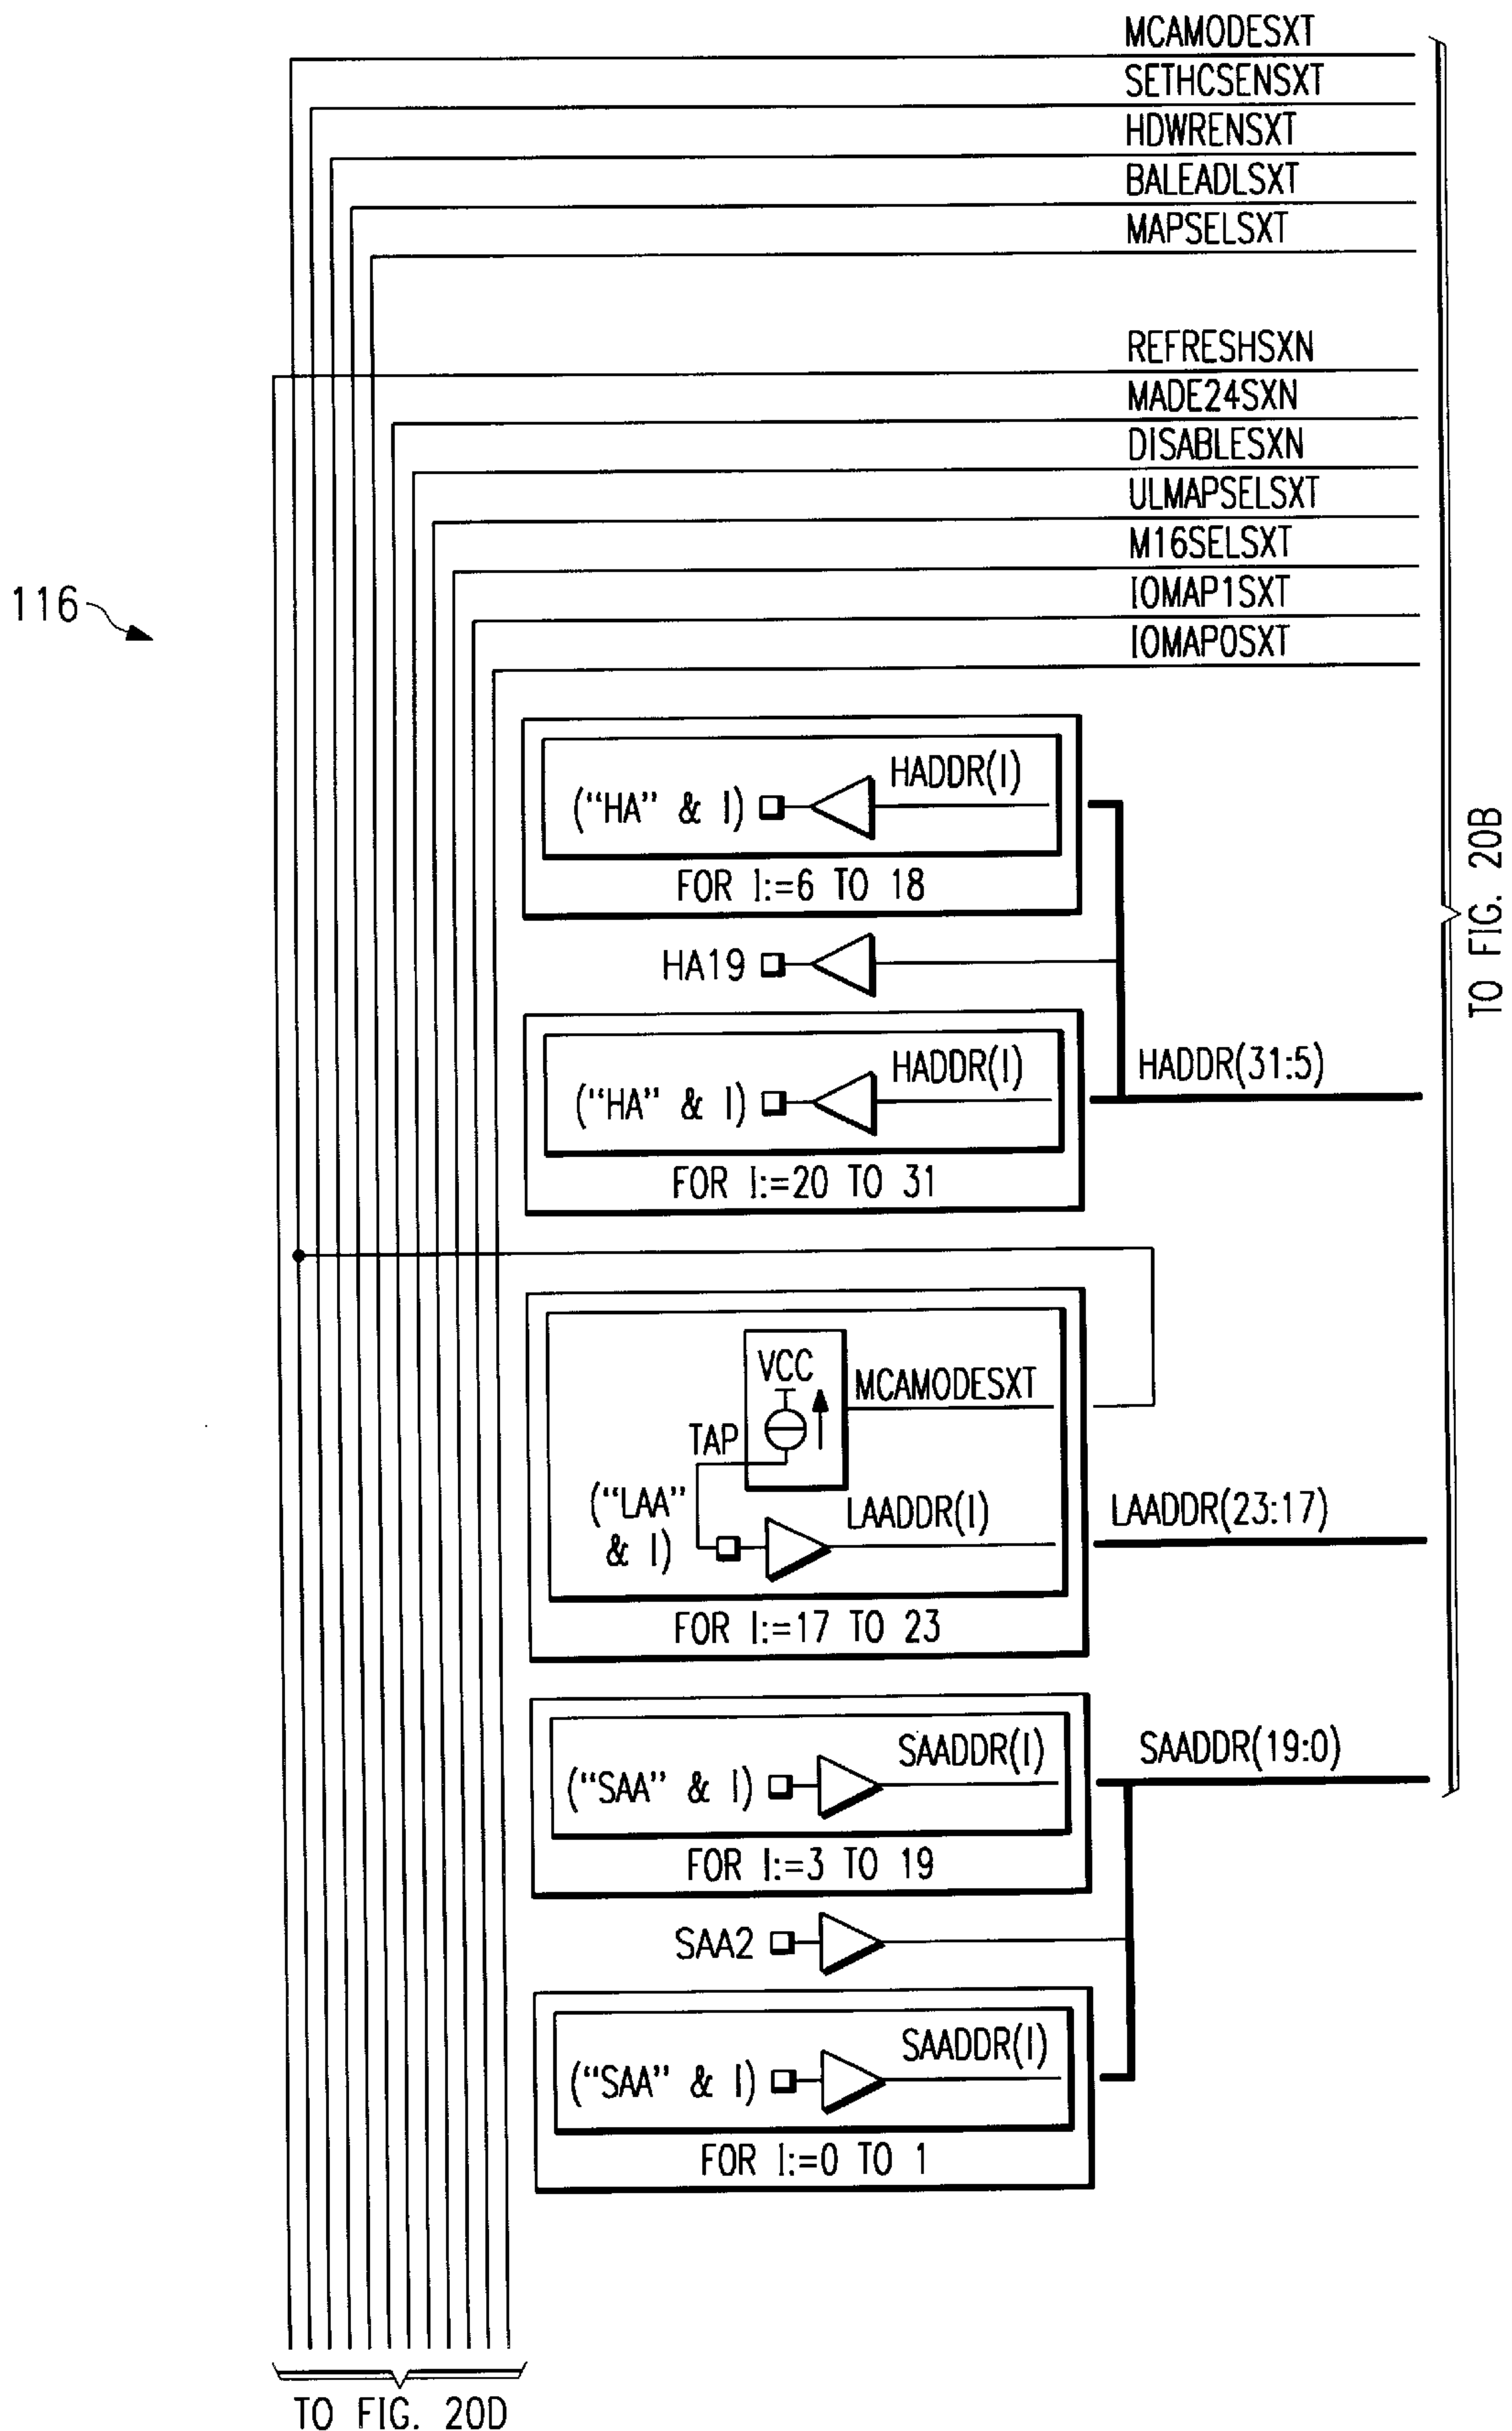 MCAMODESXT
SETHCSENSXT
HDWRENSXT
BALEADLSXT
MAPSELSXT
REFRESHSXN
MADE24SXN
DISABLESXN
ULMAPSELSXT
M16SELSXT
IOMAP1SXT
IOMAP0SXT
116
HADDR(I)
("HA" & I)
FOR I:=6 TO 18
HA19
TO FIG. 20B
HADDR(I)
("HA" & I)
FOR I:=20 TO 31
HADDR(31:5)
VCC
MCAMODESXT
TAP
("LAA"
& I)
LAADDR(I)
FOR I:=17 TO 23
LAADDR(23:17)
SAADDR(I)
("SAA" & I)
FOR I:=3 TO 19
SAADDR(19:0)
SAA2
SAADDR(I)
("SAA" & I)
FOR I:=0 TO 1
TO FIG. 20D